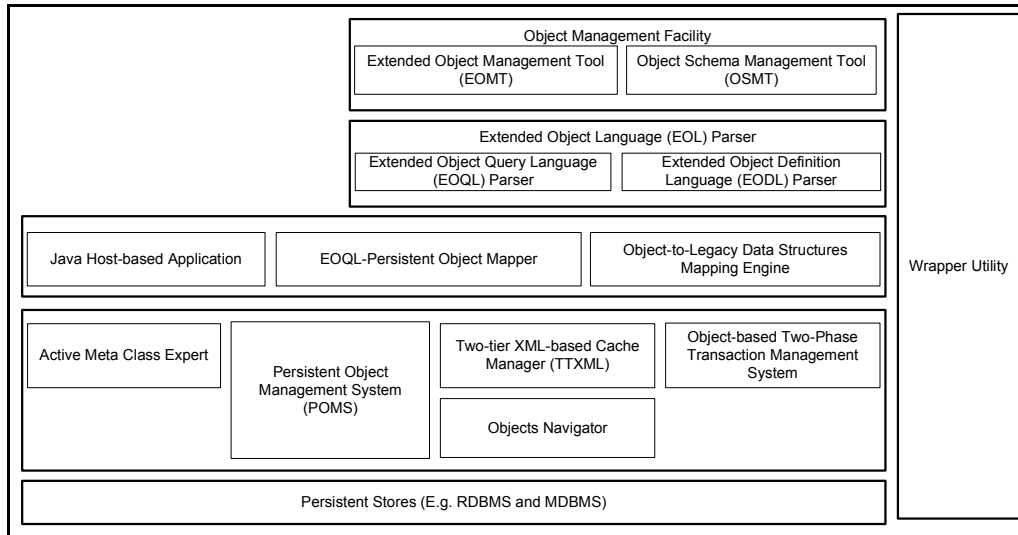 Object Management Facility
Extended Object Management Tool
(EOMT)
Object Schema Management Tool
(OSMT)
Extended Object Language (EOL) Parser
Extended Object Query Language
(EOQL) Parser
Extended Object Definition
Language (EODL) Parser
Java Host-based Application
EOQL-Persistent Object Mapper
Object-to-Legacy Data Structures
Mapping Engine
Wrapper Utility
Active Meta Class Expert
Persistent Object
Management System
(POMS)
Two-tier XML-based Cache
Manager (TTXML)
Object-based Two-Phase
Transaction Management
System
Objects Navigator
Persistent Stores (E.g. RDBMS and MDBMS)